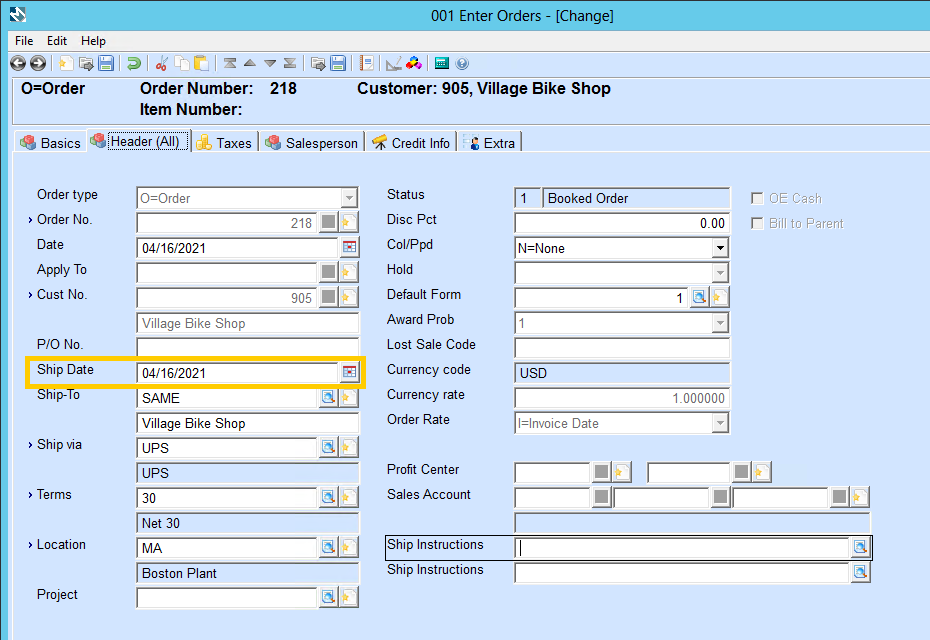 001 Enter Orders - [Change]
File Edit Help
O=Order Order Number: 218 Customer: 905, Village Bike Shop
Item Number:
Basics Header (All) Taxes Salesperson Credit Info Extra
Order type O=Order
Order No. 218
Date 04/16/2021
Apply To
Cust No. 905
Village Bike Shop
P/O No.
Ship Date 04/16/2021
Ship-To SAME
Village Bike Shop
Ship via UPS
UPS
Terms 30
Net 30
Location MA
Boston Plant
Project
Status 1 Booked Order
Disc Pct 0.00
Col/Ppd N=None
Hold
Default Form 1
Award Prob 1
Lost Sale Code
Currency code USD
Currency rate 1.000000
Order Rate I=Invoice Date
Profit Center
Sales Account
Ship Instructions
Ship Instructions
OE Cash
Bill to Parent